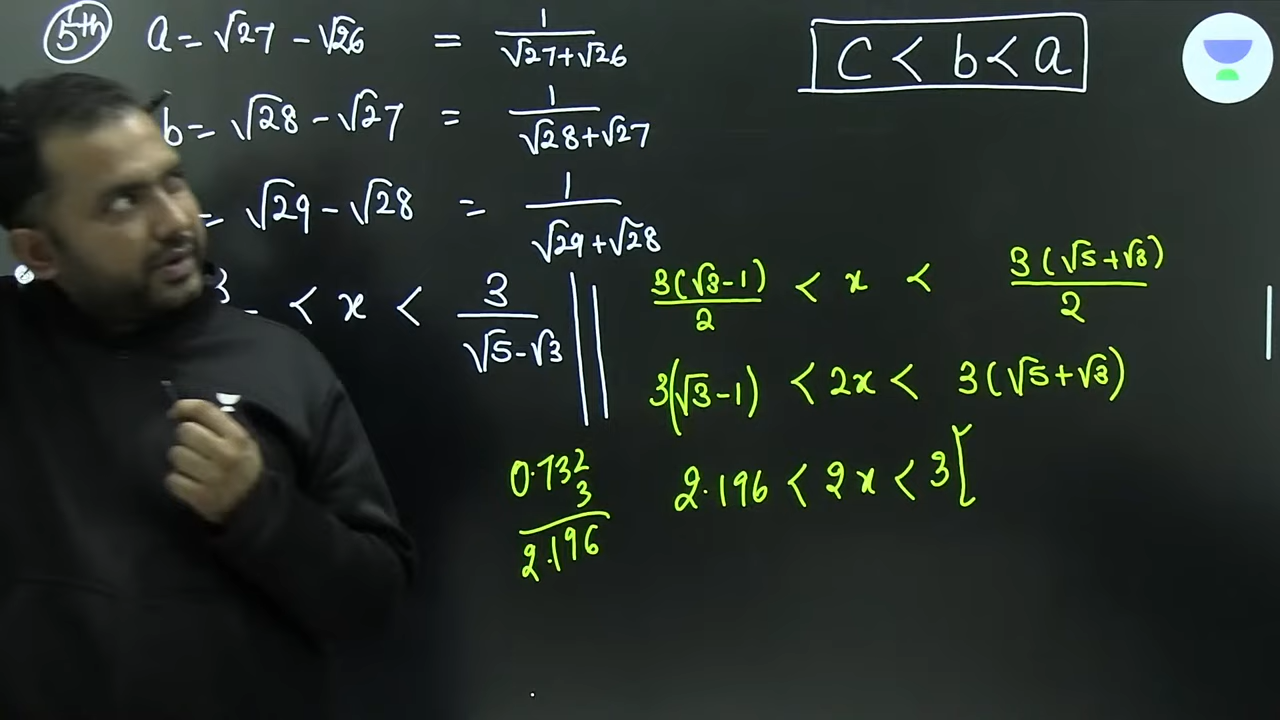 5th a = √27 - √26 = 1/(√27+√26)
C < b < a
b = √28 - √27 = 1/(√28+√27)
= √29 - √28 = 1/(√29+√28)
3 < x < 3/(√5-√3)
3(√3-1)/2 < x < 3(√5+√3)/2
3(√3-1) < 2x < 3(√5+√3)
0.732
3
2.196
2.196 < 2x < 3[